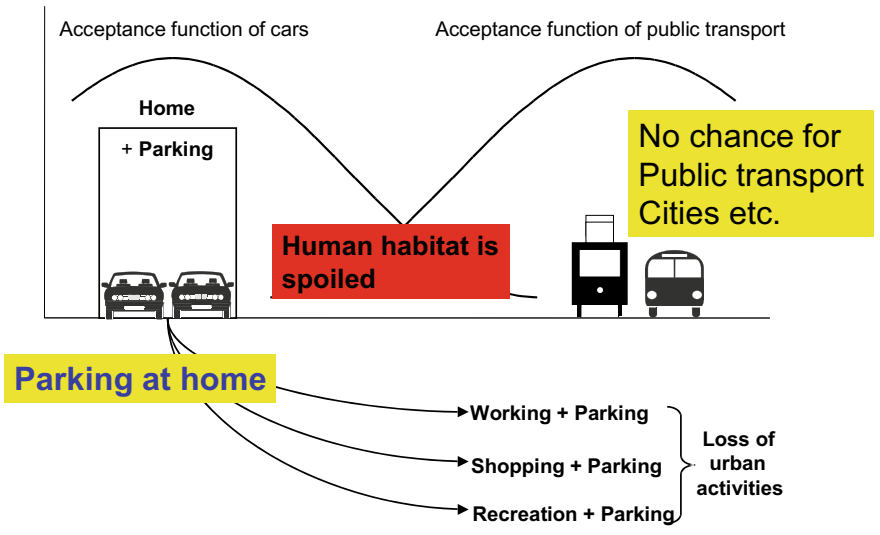 Acceptance function of cars
Acceptance function of public transport
Home
+ Parking
No chance for
Public transport
Cities etc.
Human habitat is
spoiled
Parking at home
Working + Parking
Shopping + Parking
Recreation + Parking
Loss of
urban
activities